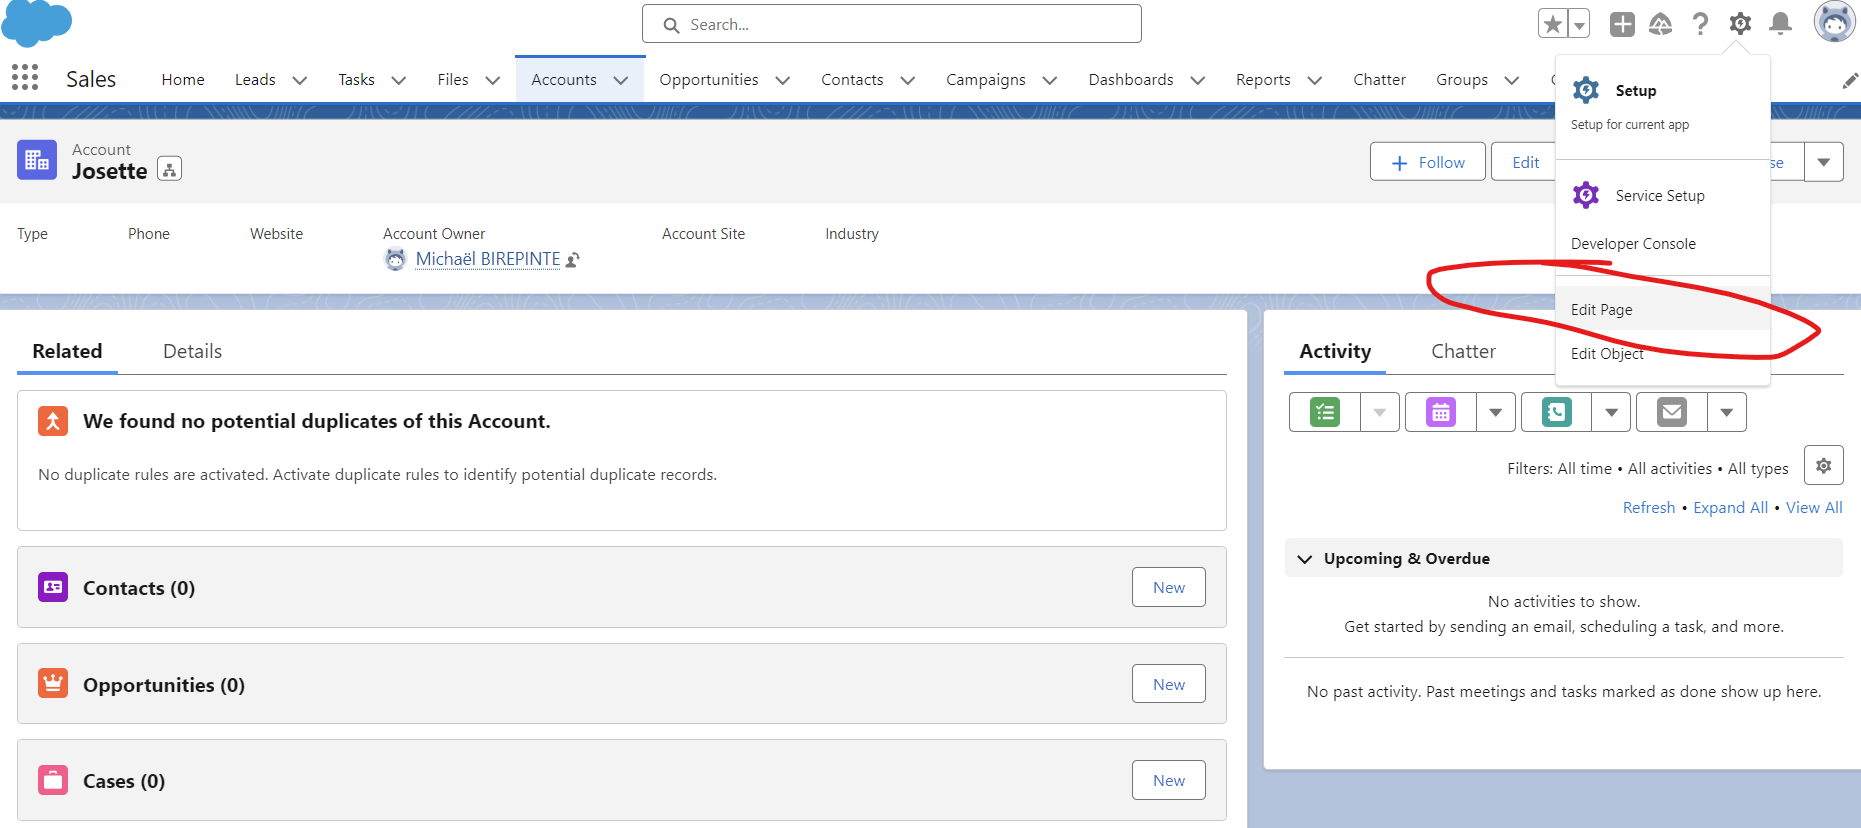 Search...
Sales
Home
Leads
Tasks
Files
Accounts
Opportunities
Contacts
Campaigns
Dashboards
Reports
Chatter
Groups
Setup
Setup for current app
Service Setup
Developer Console
Edit Page
Edit Object
Account
Josette
Follow
Edit
se
Type
Phone
Website
Account Owner
Michaël BIREPINTE
Account Site
Industry
Related
Details
We found no potential duplicates of this Account.
No duplicate rules are activated. Activate duplicate rules to identify potential duplicate records.
Contacts (0)
New
Opportunities (0)
New
Cases (0)
New
Activity
Chatter
Filters: All time • All activities • All types
Refresh • Expand All • View All
Upcoming & Overdue
No activities to show.
Get started by sending an email, scheduling a task, and more.
No past activity. Past meetings and tasks marked as done show up here.